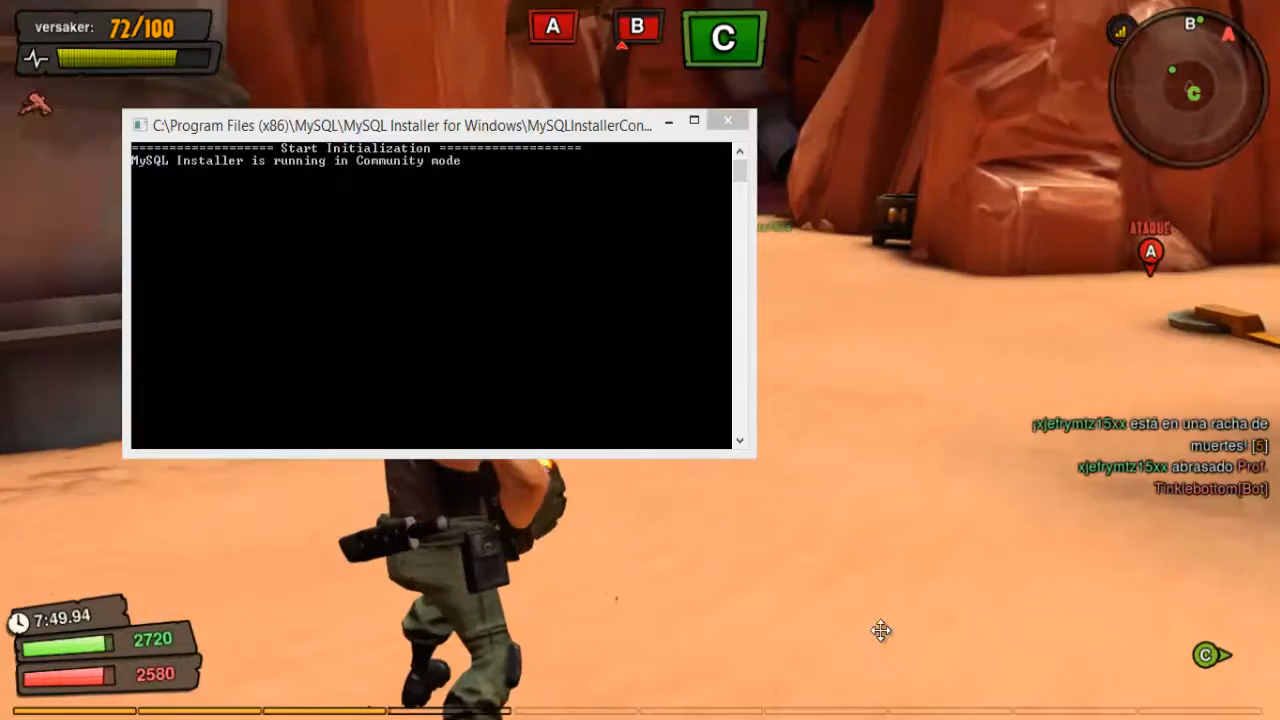 versaker: 72/100
A
B
C
B
A
C
C:\Program Files (x86)\MySQL\MySQL Installer for Windows\MySQLInstallerCon...
=================== Start Initialization ===================
MySQL Installer is running in Community mode
ATAQUE
A
¡xjefrymtz15xx está en una racha de
muertes! [5]
xjefrymtz15xx abrasado Prof.
Tinklebottom[Bot]
7:49.94
2720
2580
C